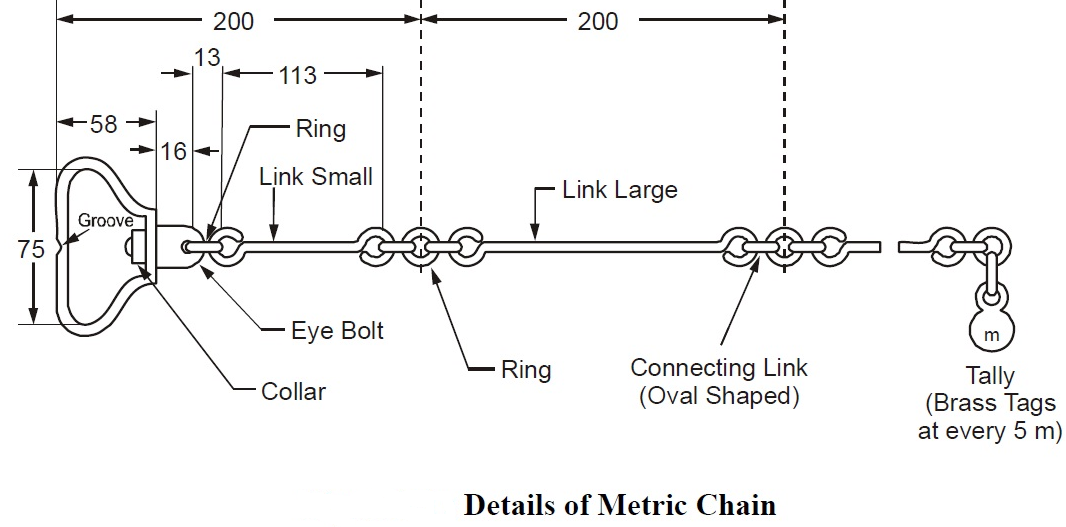 200
200
13
113
58
16
Ring
Link Small
Link Large
Groove
75
Eye Bolt
Ring
Collar
Connecting Link
(Oval Shaped)
m
Tally
(Brass Tags
at every 5 m)
Details of Metric Chain